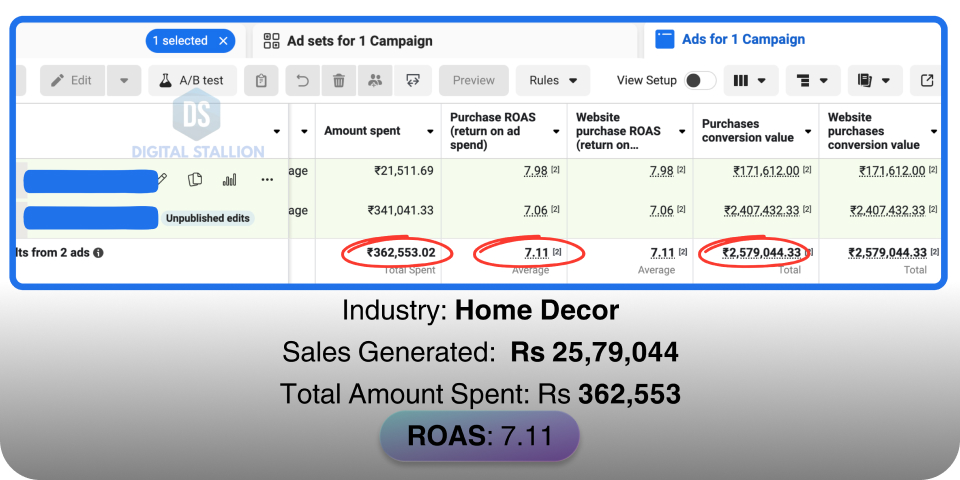 1 selected ×
Ad sets for 1 Campaign
Ads for 1 Campaign
Edit
A/B test
Preview
Rules
View Setup
DS
DIGITAL STALLION
Amount spent
Purchase ROAS
(return on ad
spend)
Website
purchase ROAS
(return on...
Purchases
conversion value
Website
purchases
conversion value
age ₹21,511.69 7.98 [2] 7.98 [2] ₹171,612.00 [2] ₹171,612.00 [2]
Unpublished edits age ₹341,041.33 7.06 [2] 7.06 [2] ₹2,407,432.33 [2] ₹2,407,432.33 [2]
lts from 2 ads ₹362,553.02 7.11 [2] 7.11 [2] ₹2,579,044.33 [2] ₹2,579,044.33 [2]
Total Spent Average Average Total Total
Industry: Home Decor
Sales Generated: Rs 25,79,044
Total Amount Spent: Rs 362,553
ROAS: 7.11